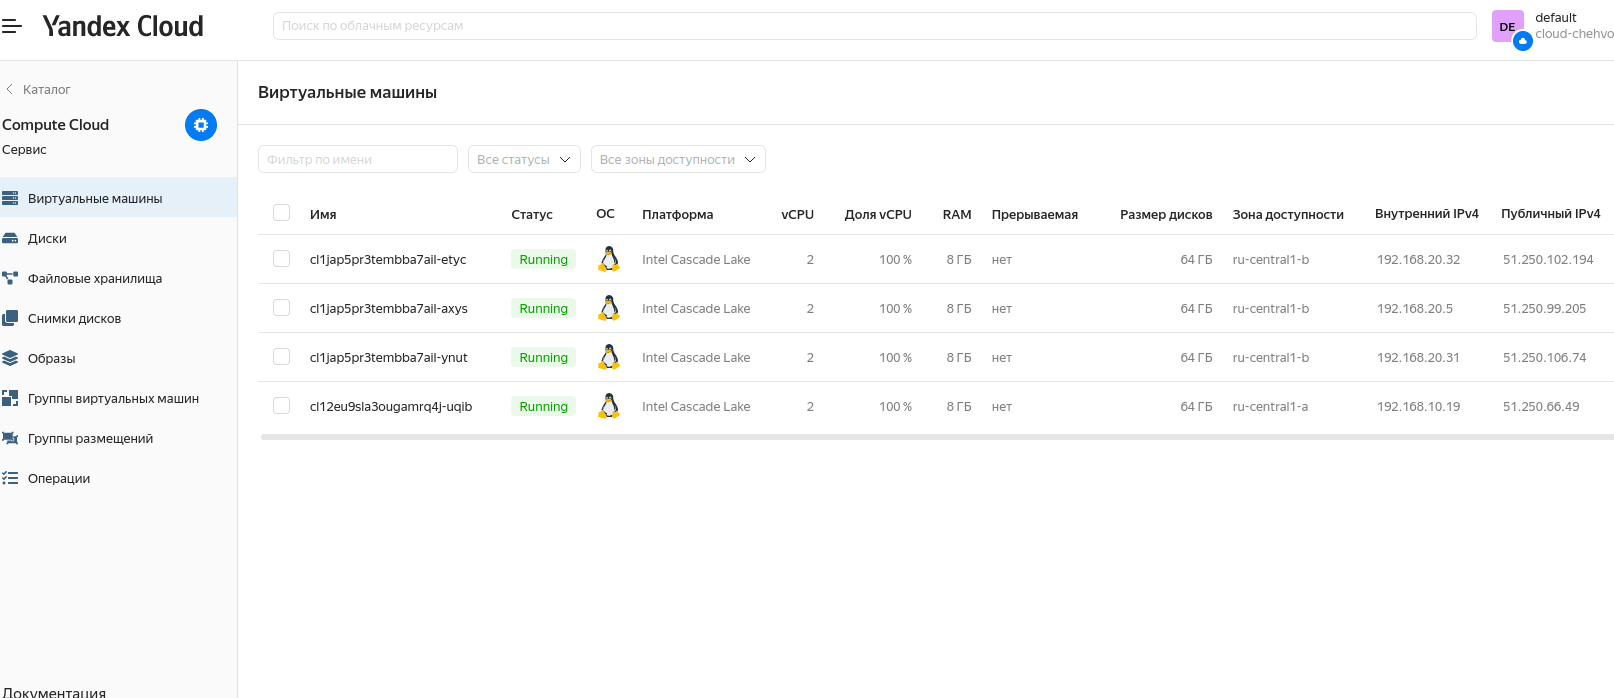 Yandex Cloud
Поиск по облачным ресурсам
DE
default
cloud-chehvo
Каталог
Compute Cloud
Сервис
Виртуальные машины
Диски
Файловые хранилища
Снимки дисков
Образы
Группы виртуальных машин
Группы размещений
Операции
Документация
Виртуальные машины
Фильтр по имени Все статусы Все зоны доступности
Имя Статус ОС Платформа vCPU Доля vCPU RAM Прерываемая Размер дисков Зона доступности Внутренний IPv4 Публичный IPv4
cl1jap5pr3tembba7ail-etyc Running Intel Cascade Lake 2 100 % 8 ГБ нет 64 ГБ ru-central1-b 192.168.20.32 51.250.102.194
cl1jap5pr3tembba7ail-axys Running Intel Cascade Lake 2 100 % 8 ГБ нет 64 ГБ ru-central1-b 192.168.20.5 51.250.99.205
cl1jap5pr3tembba7ail-ynut Running Intel Cascade Lake 2 100 % 8 ГБ нет 64 ГБ ru-central1-b 192.168.20.31 51.250.106.74
cl12eu9sla3ougamrq4j-uqib Running Intel Cascade Lake 2 100 % 8 ГБ нет 64 ГБ ru-central1-a 192.168.10.19 51.250.66.49